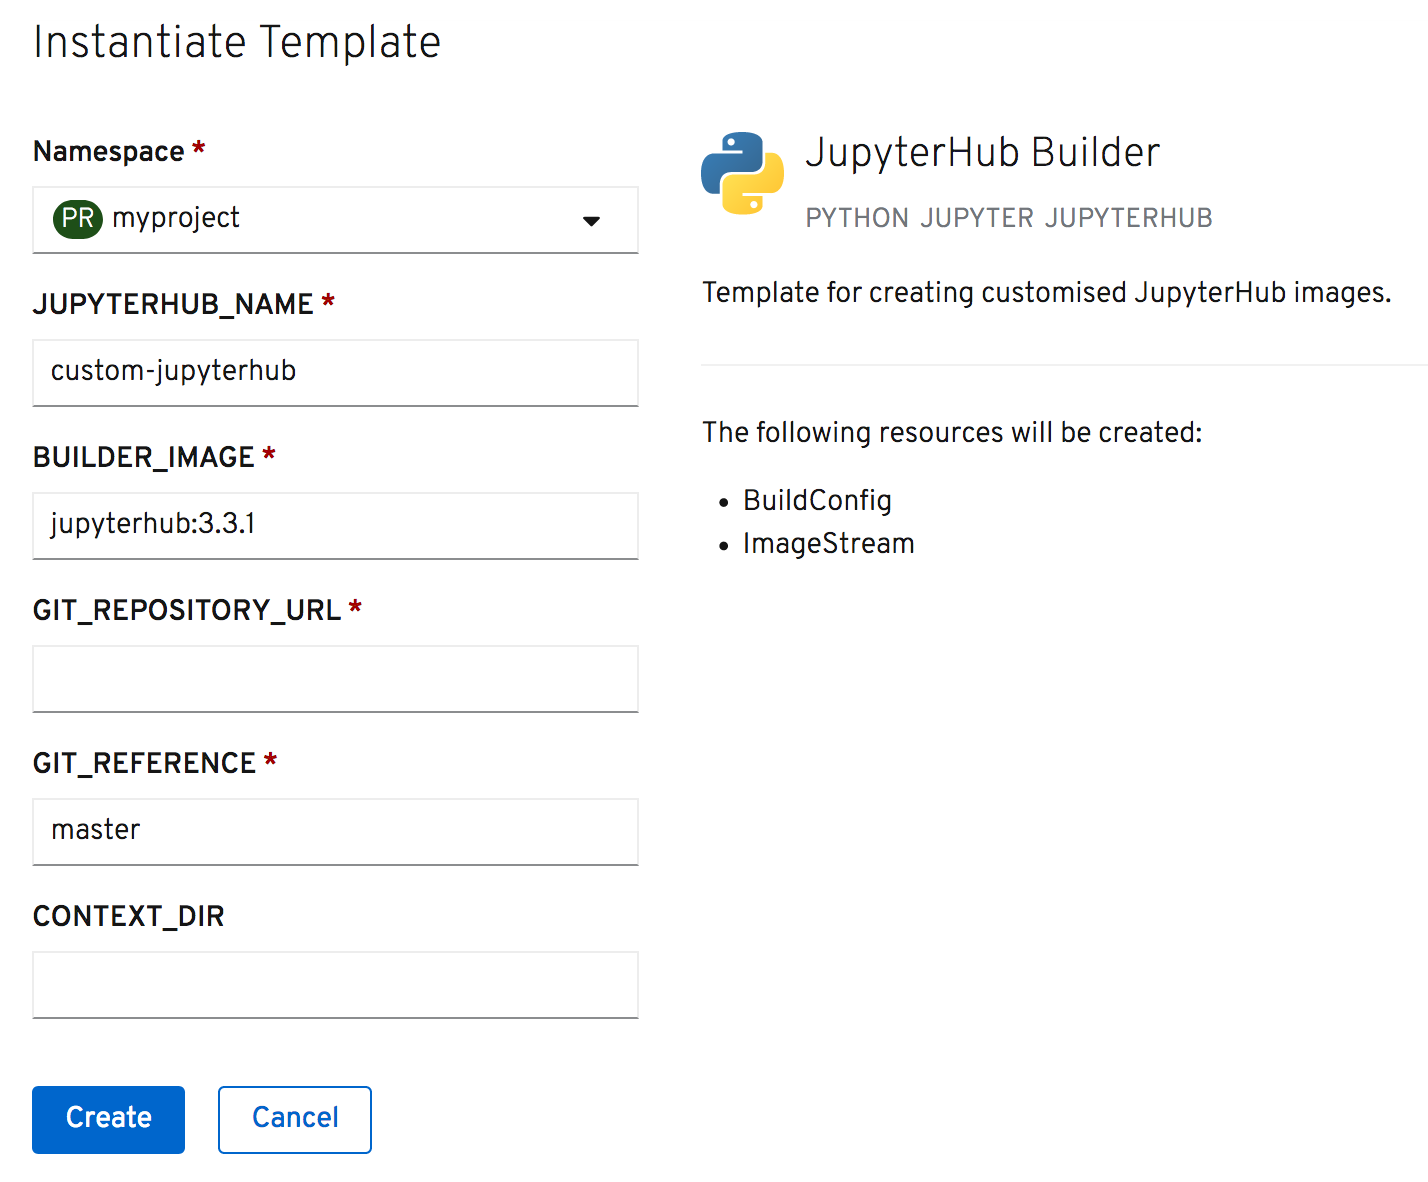 Instantiate Template
Namespace *
PR myproject
JUPYTERHUB_NAME *
custom-jupyterhub
BUILDER_IMAGE *
jupyterhub:3.3.1
GIT_REPOSITORY_URL *
GIT_REFERENCE *
master
CONTEXT_DIR
Create Cancel
JupyterHub Builder
PYTHON JUPYTER JUPYTERHUB
Template for creating customised JupyterHub images.
The following resources will be created:
• BuildConfig
• ImageStream